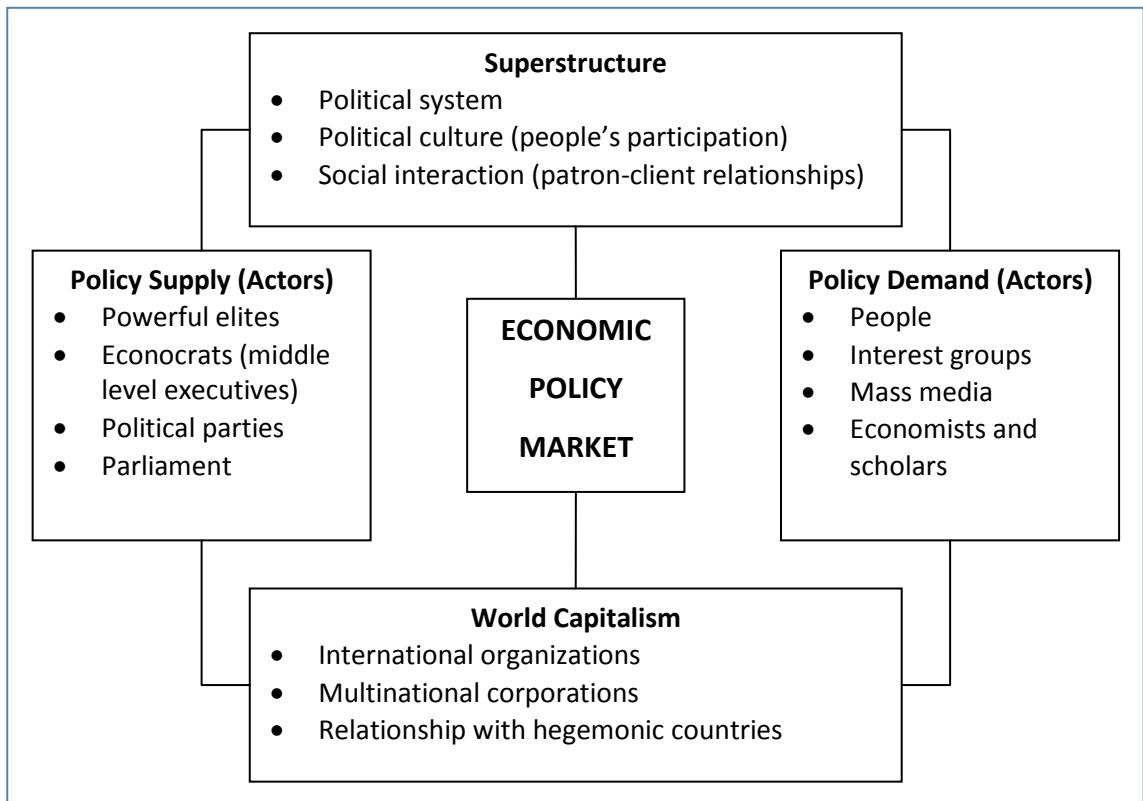 Superstructure
• Political system
• Political culture (people’s participation)
• Social interaction (patron-client relationships)
Policy Supply (Actors)
• Powerful elites
• Econocrats (middle
level executives)
• Political parties
• Parliament
ECONOMIC
POLICY
MARKET
Policy Demand (Actors)
• People
• Interest groups
• Mass media
• Economists and
scholars
World Capitalism
• International organizations
• Multinational corporations
• Relationship with hegemonic countries